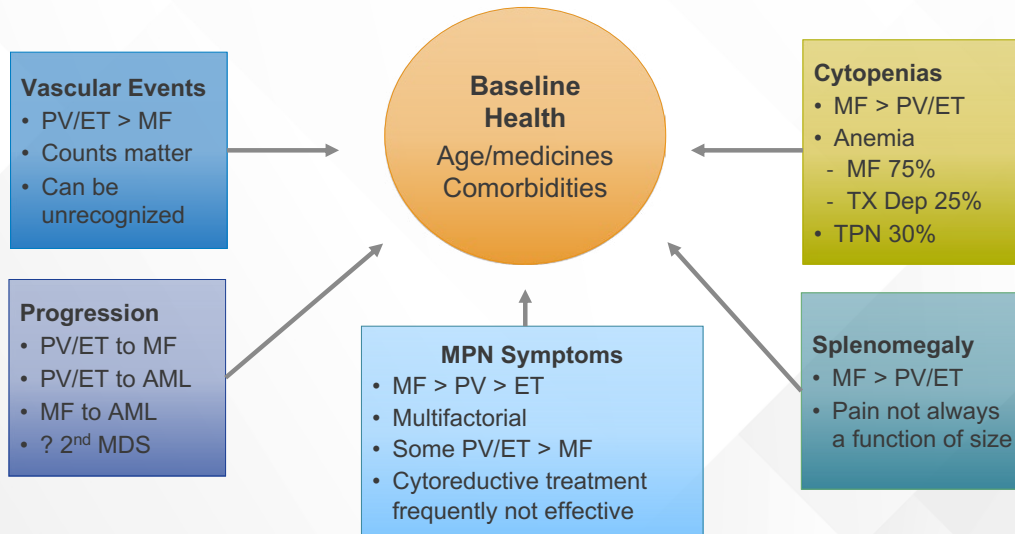 Vascular Events
• PV/ET > MF
• Counts matter
• Can be
unrecognized
Baseline
Health
Age/medicines
Comorbidities
Cytopenias
• MF > PV/ET
• Anemia
- MF 75%
- TX Dep 25%
• TPN 30%
Progression
• PV/ET to MF
• PV/ET to AML
• MF to AML
• ? 2nd MDS
MPN Symptoms
• MF > PV > ET
• Multifactorial
• Some PV/ET > MF
• Cytoreductive treatment
frequently not effective
Splenomegaly
• MF > PV/ET
• Pain not always
a function of size